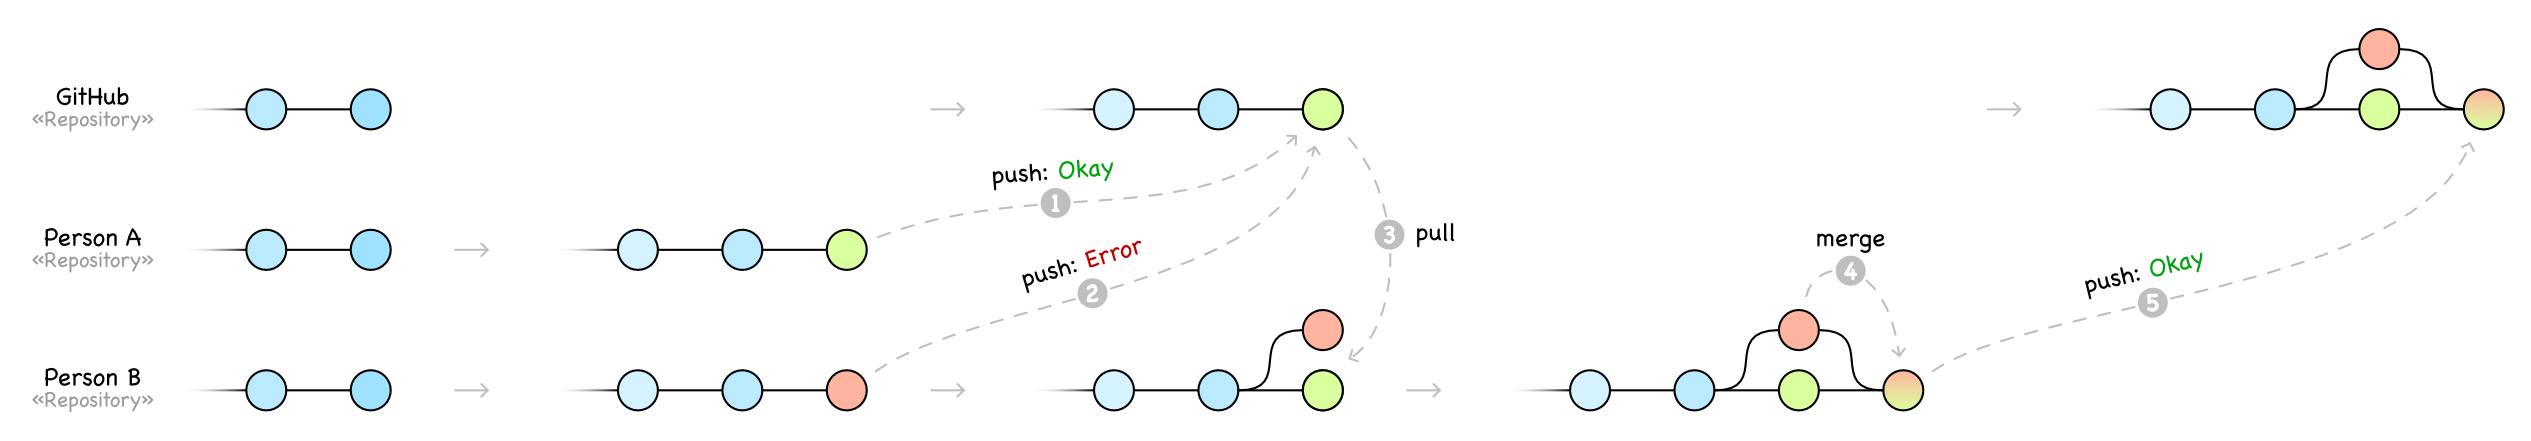 GitHub
«Repository»
push: Okay
1
Person A
«Repository»
3 pull
merge
4
push: Error
2
push: Okay
5
Person B
«Repository»